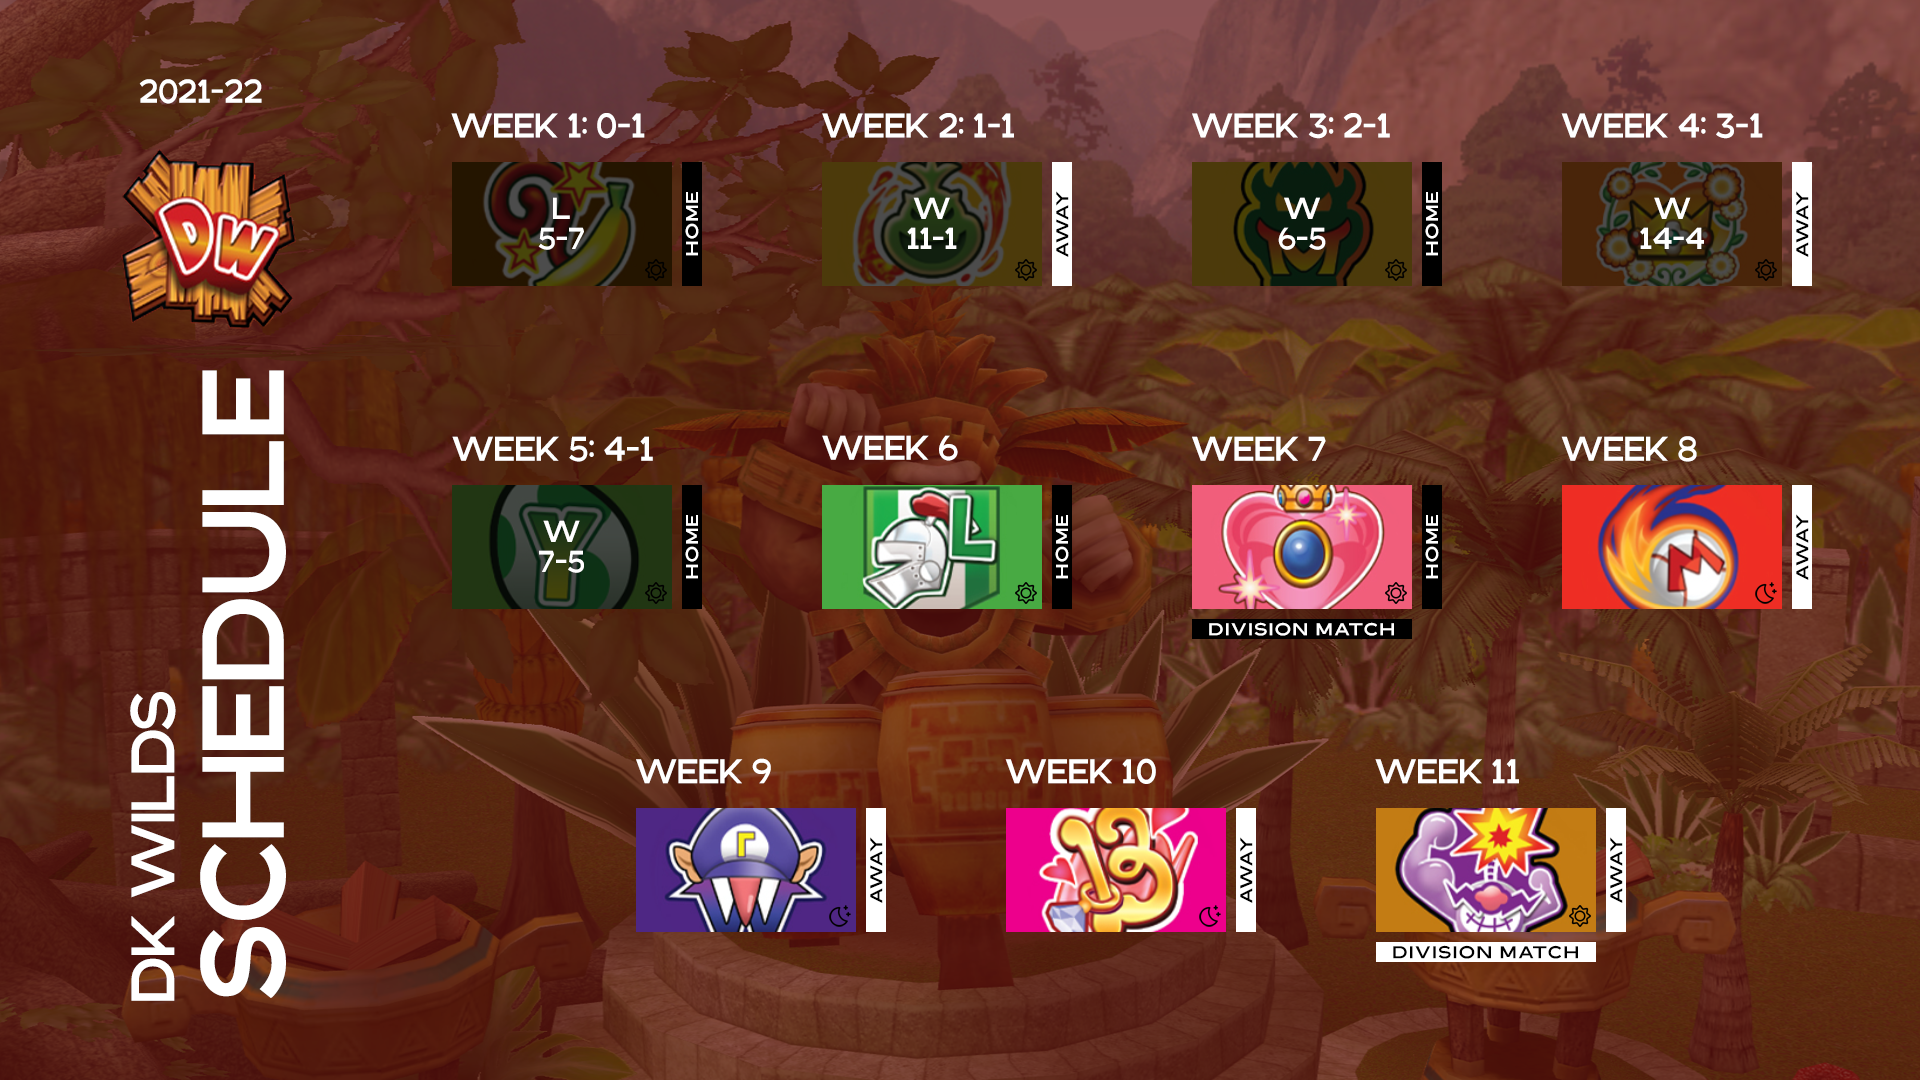 2021-22
DW
DK WILDS
SCHEDULE
WEEK 1: 0-1
L
5-7
HOME
WEEK 2: 1-1
W
11-1
AWAY
WEEK 3: 2-1
W
6-5
HOME
WEEK 4: 3-1
W
14-4
AWAY
WEEK 5: 4-1
Y
W
7-5
HOME
WEEK 6
L
HOME
WEEK 7
HOME
DIVISION MATCH
WEEK 8
M
AWAY
WEEK 9
Γ
W
AWAY
WEEK 10
13
AWAY
WEEK 11
AWAY
DIVISION MATCH